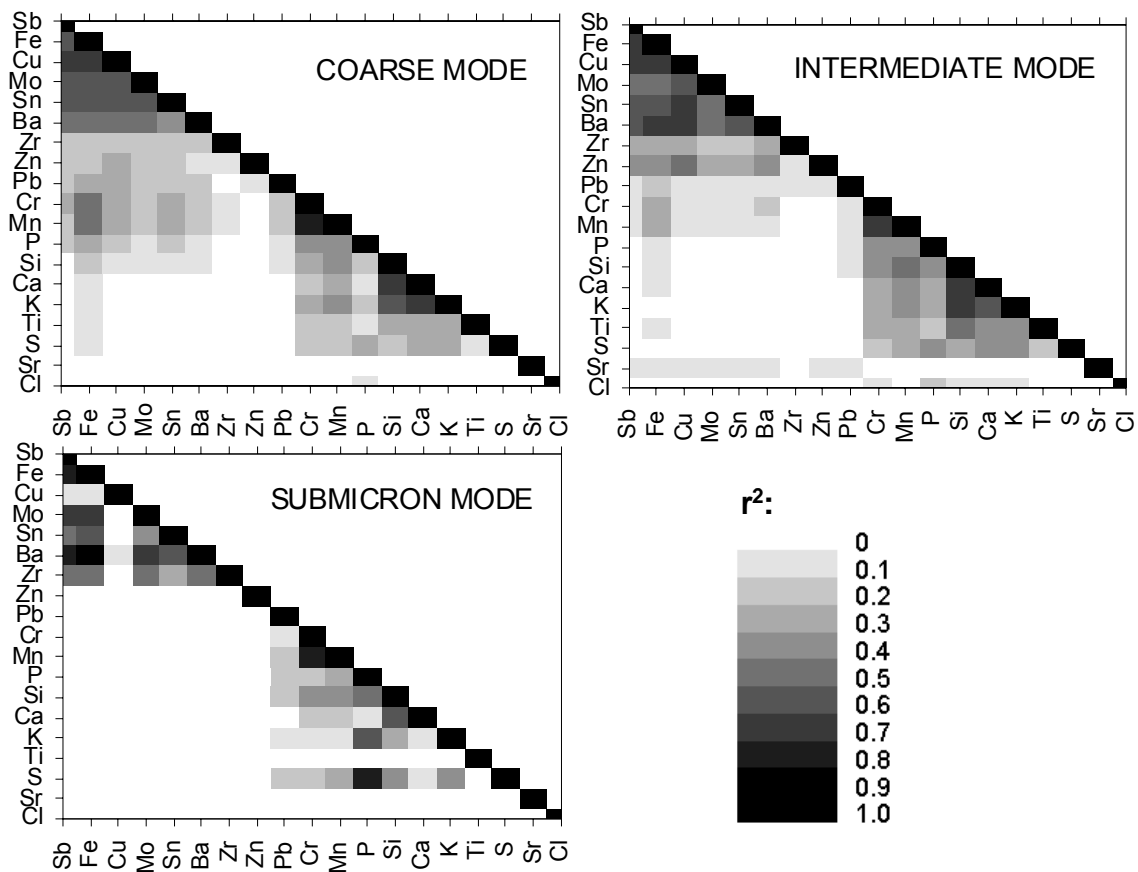 Sb
Fe
Cu
Mo
Sn
Ba
Zr
Zn
Pb
Cr
Mn
P
Si
Ca
K
Ti
S
Sr
Cl
COARSE MODE
Sb Fe Cu Mo Sn Ba Zr Zn Pb Cr Mn P Si Ca K Ti S Sr Cl
Sb
Fe
Cu
Mo
Sn
Ba
Zr
Zn
Pb
Cr
Mn
P
Si
Ca
K
Ti
S
Sr
Cl
INTERMEDIATE MODE
Sb Fe Cu Mo Sn Ba Zr Zn Pb Cr Mn P Si Ca K Ti S Sr Cl
Sb
Fe
Cu
Mo
Sn
Ba
Zr
Zn
Pb
Cr
Mn
P
Si
Ca
K
Ti
S
Sr
Cl
SUBMICRON MODE
Sb Fe Cu Mo Sn Ba Zr Zn Pb Cr Mn P Si Ca K Ti S Sr Cl
r²:
0
0.1
0.2
0.3
0.4
0.5
0.6
0.7
0.8
0.9
1.0